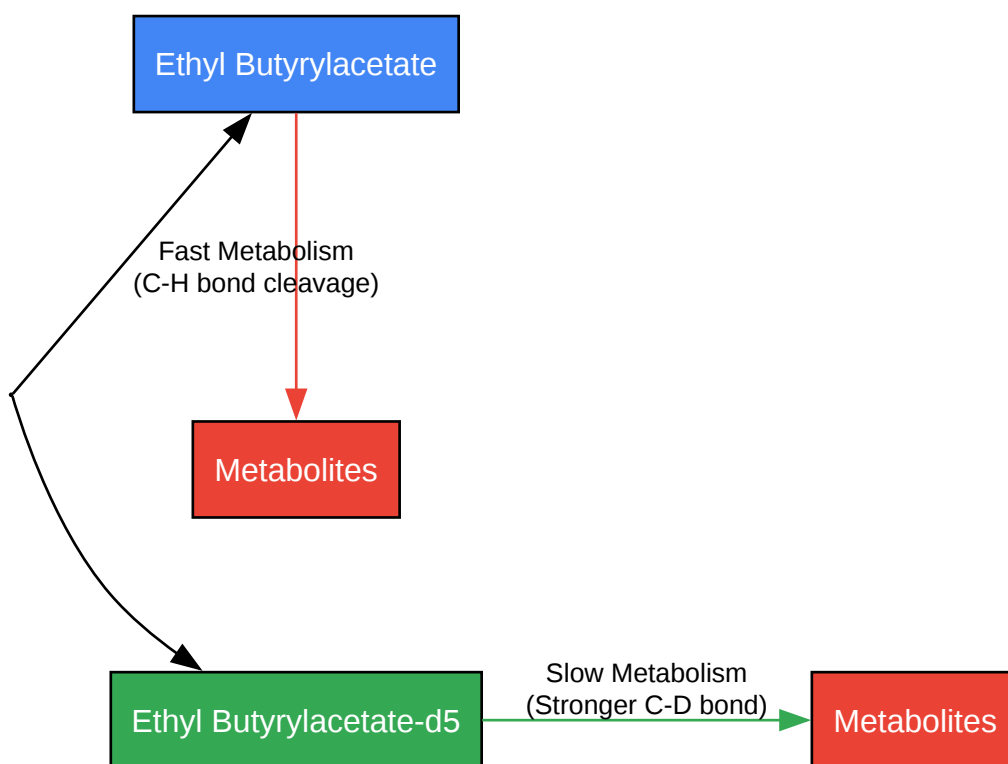 Ethyl Butyrylacetate
Fast Metabolism
(C-H bond cleavage)
Metabolites
Slow Metabolism
(Stronger C-D bond)
Ethyl Butyrylacetate-d5
Metabolites